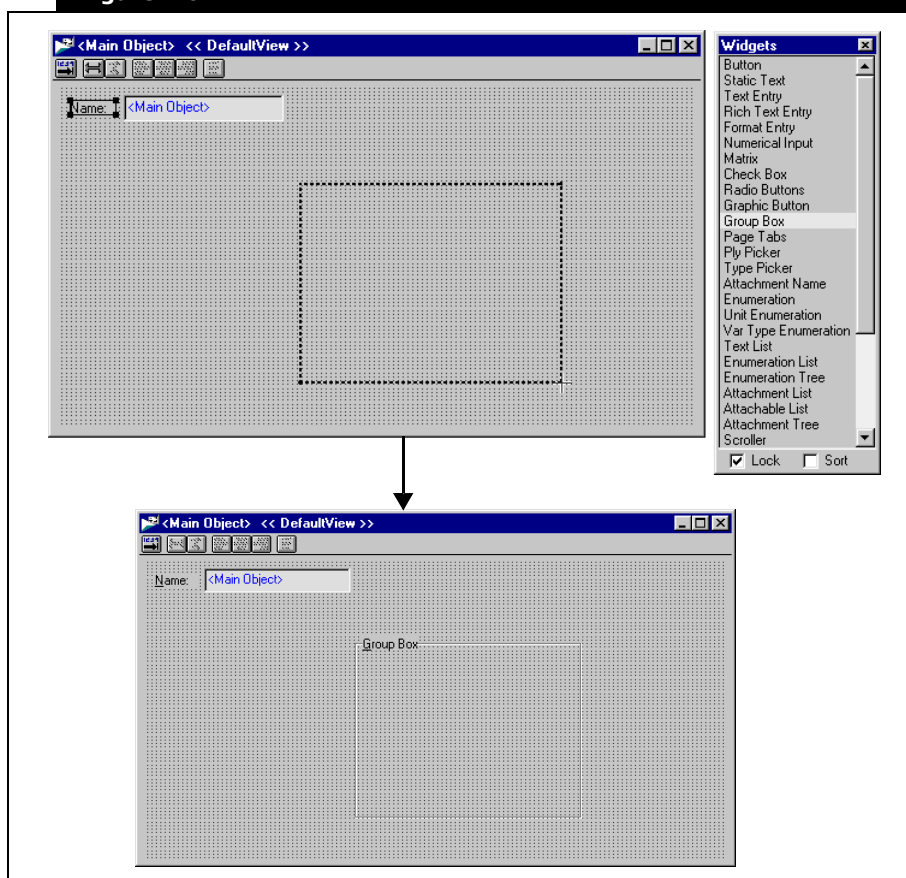 <Main Object> << DefaultView >>
Name:
<Main Object>
Widgets
Button
Static Text
Text Entry
Rich Text Entry
Format Entry
Numerical Input
Matrix
Check Box
Radio Buttons
Graphic Button
Group Box
Page Tabs
Ply Picker
Type Picker
Attachment Name
Enumeration
Unit Enumeration
Var Type Enumeration
Text List
Enumeration List
Enumeration Tree
Attachment List
Attachable List
Attachment Tree
Scroller
Lock
Sort
<Main Object> << DefaultView >>
Name:
<Main Object>
Group Box